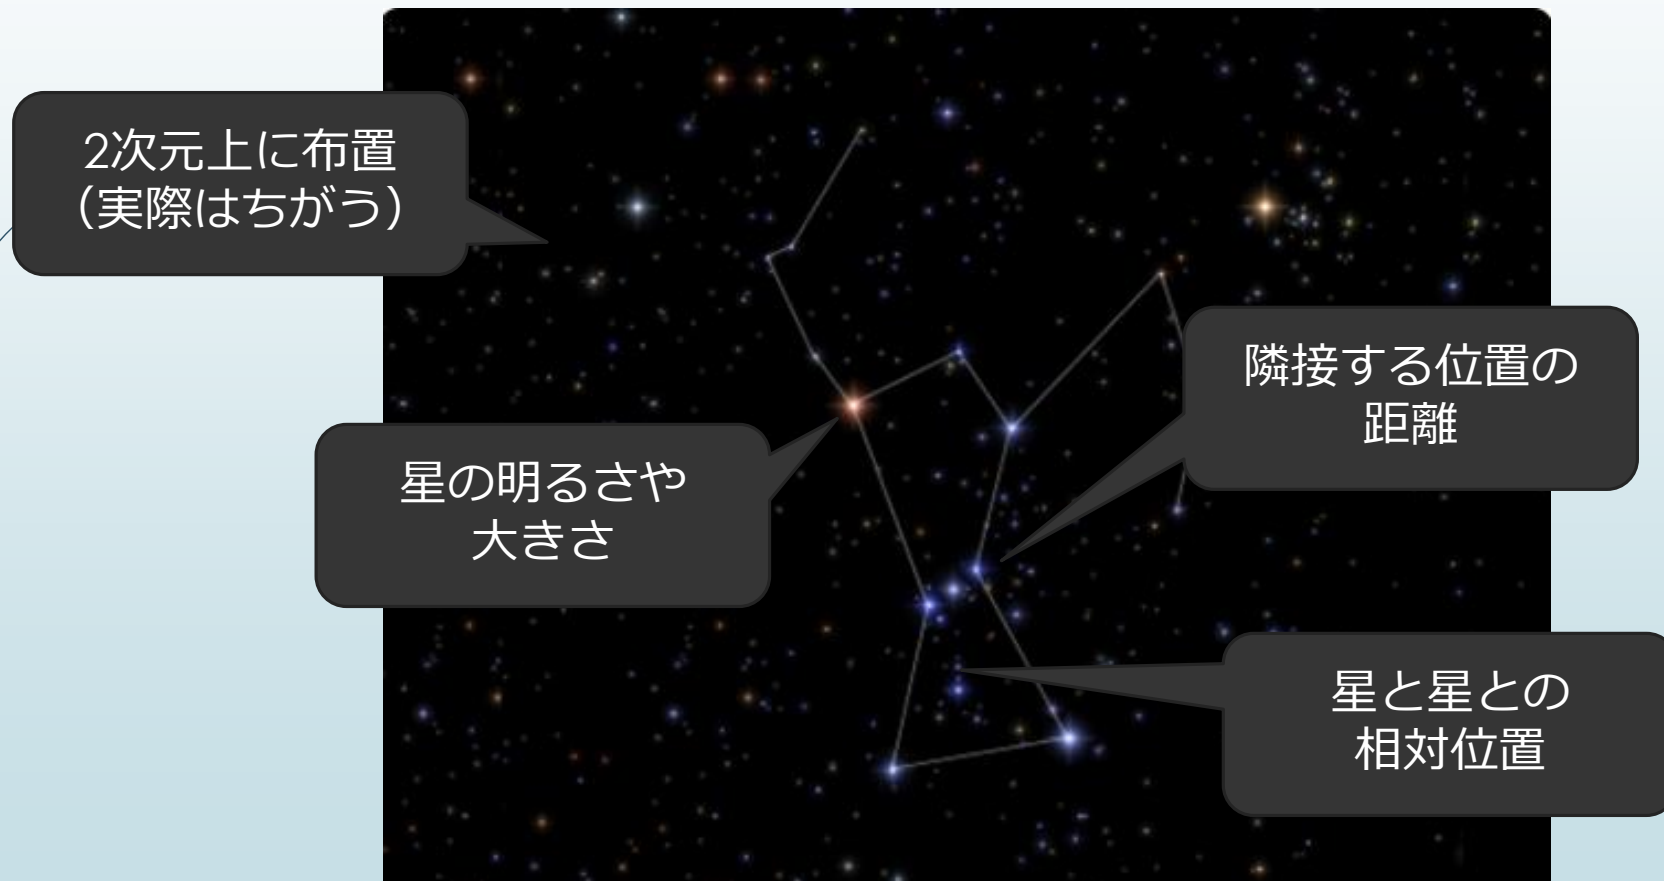 2次元上に布置
（実際はちがう）
隣接する位置の
距離
星の明るさや
大きさ
星と星との
相対位置